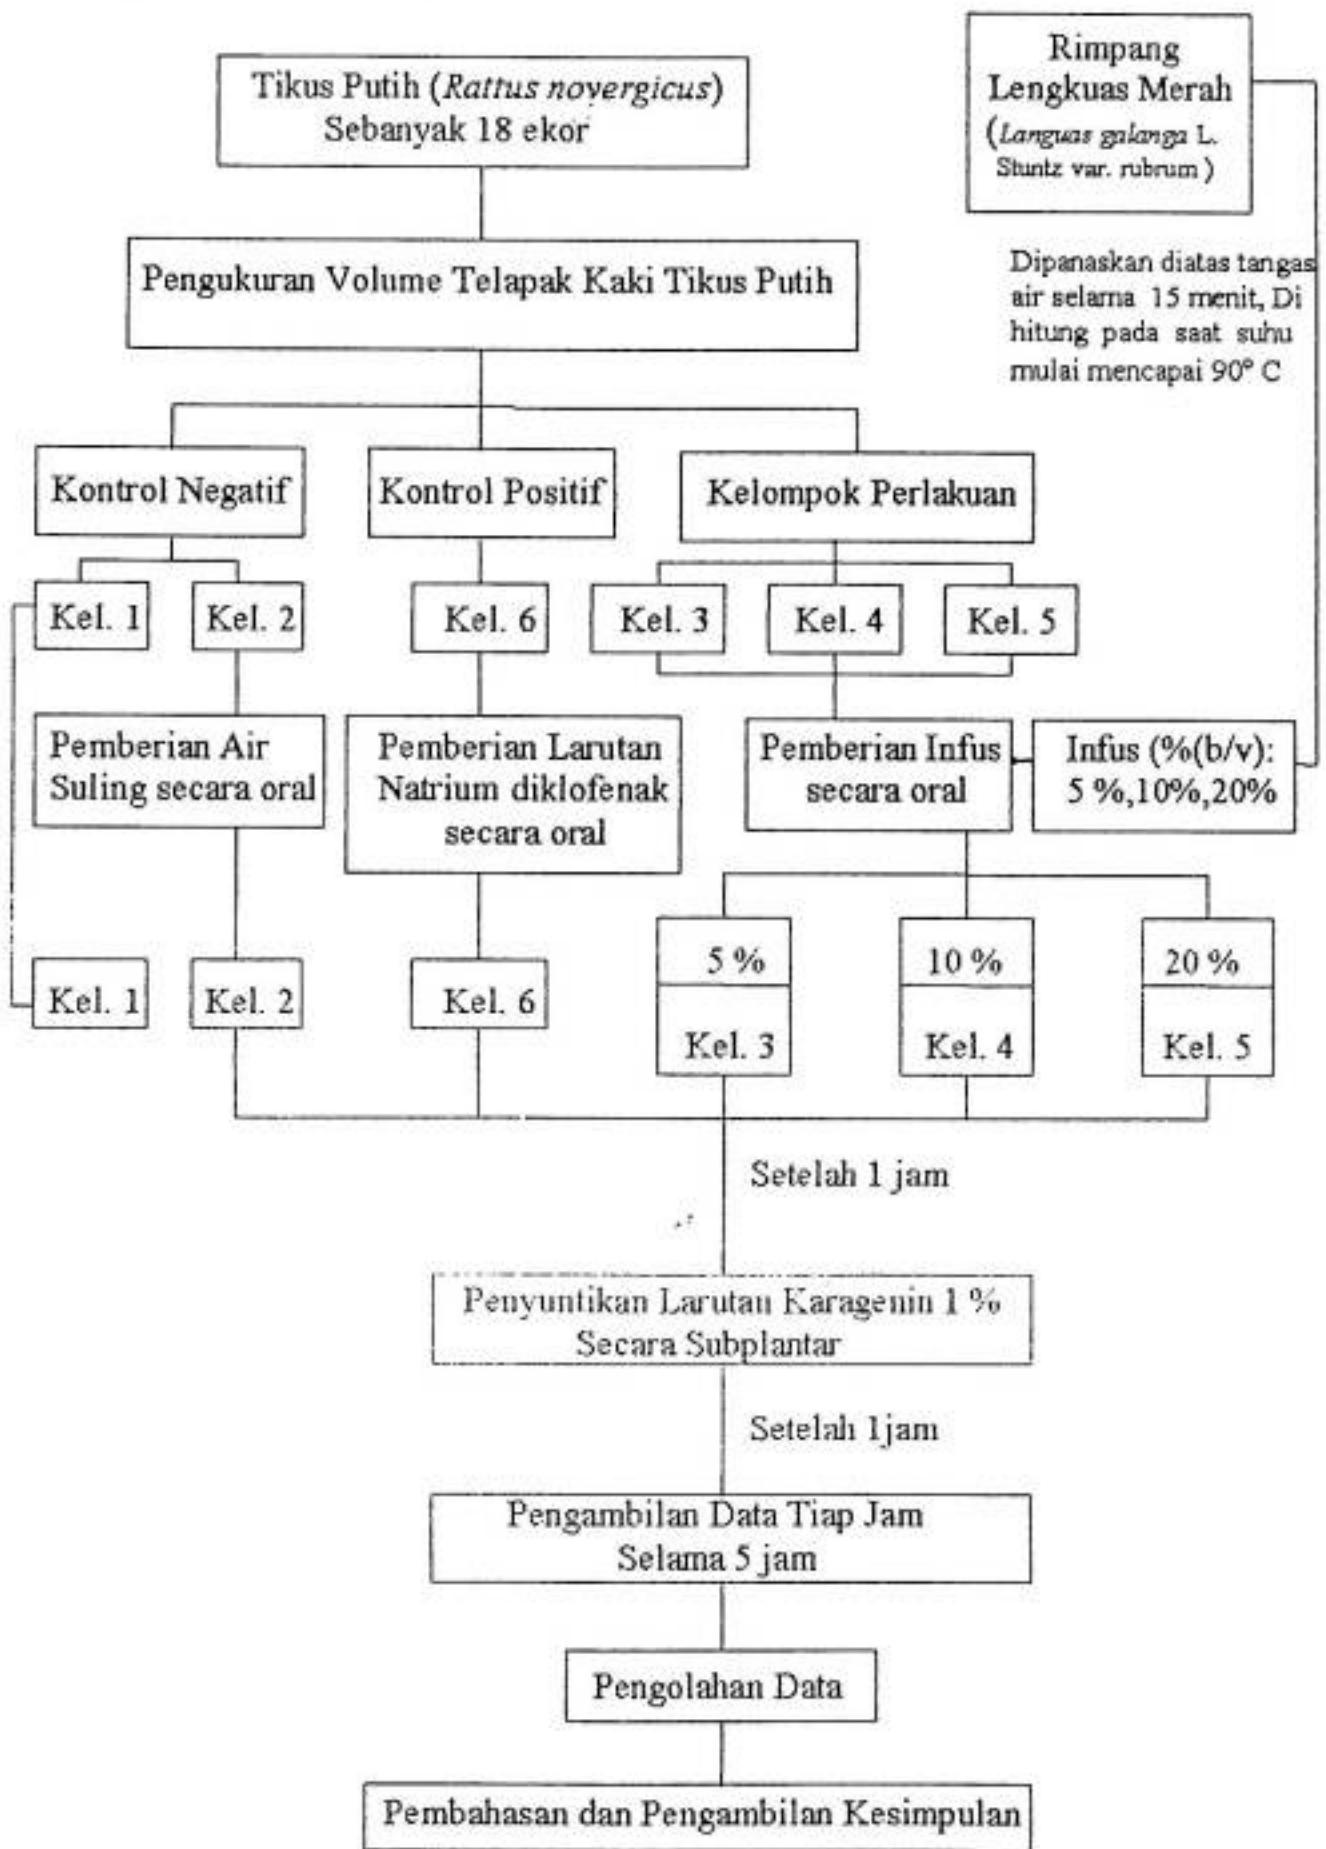 Tikus Putih (Rattus novergicus)
Sebanyak 18 ekor
Rimpang
Lengkuas Merah
(Languas galanga L.
Stuntz var. rubrum )
Pengukuran Volume Telapak Kaki Tikus Putih
Dipanaskan diatas tangas
air selama 15 menit, Di
hitung pada saat suhu
mulai mencapai 90° C
Kontrol Negatif
Kontrol Positif
Kelompok Perlakuan
Kel. 1
Kel. 2
Kel. 6
Kel. 3
Kel. 4
Kel. 5
Pemberian Air
Suling secara oral
Pemberian Larutan
Natrium diklofenak
secara oral
Pemberian Infus
secara oral
Infus (%(b/v):
5 %,10%,20%
Kel. 1
Kel. 2
Kel. 6
5 %
Kel. 3
10 %
Kel. 4
20 %
Kel. 5
Setelah 1 jam
Penyuntikan Larutan Karagenin 1 %
Secara Subplantar
Setelah 1jam
Pengambilan Data Tiap Jam
Selama 5 jam
Pengolahan Data
Pembahasan dan Pengambilan Kesimpulan